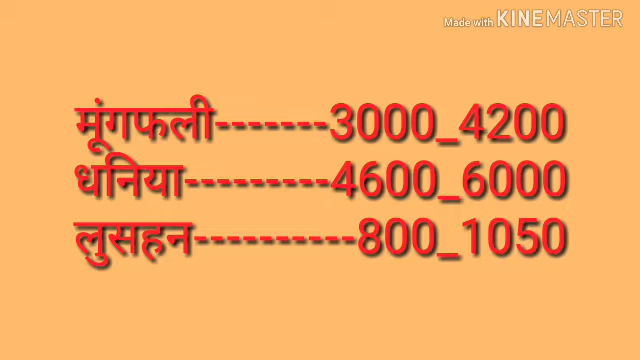 Made with KINEMASTER
मूंगफली-------3000_4200
धनिया---------4600_6000
लुसहन----------800_1050